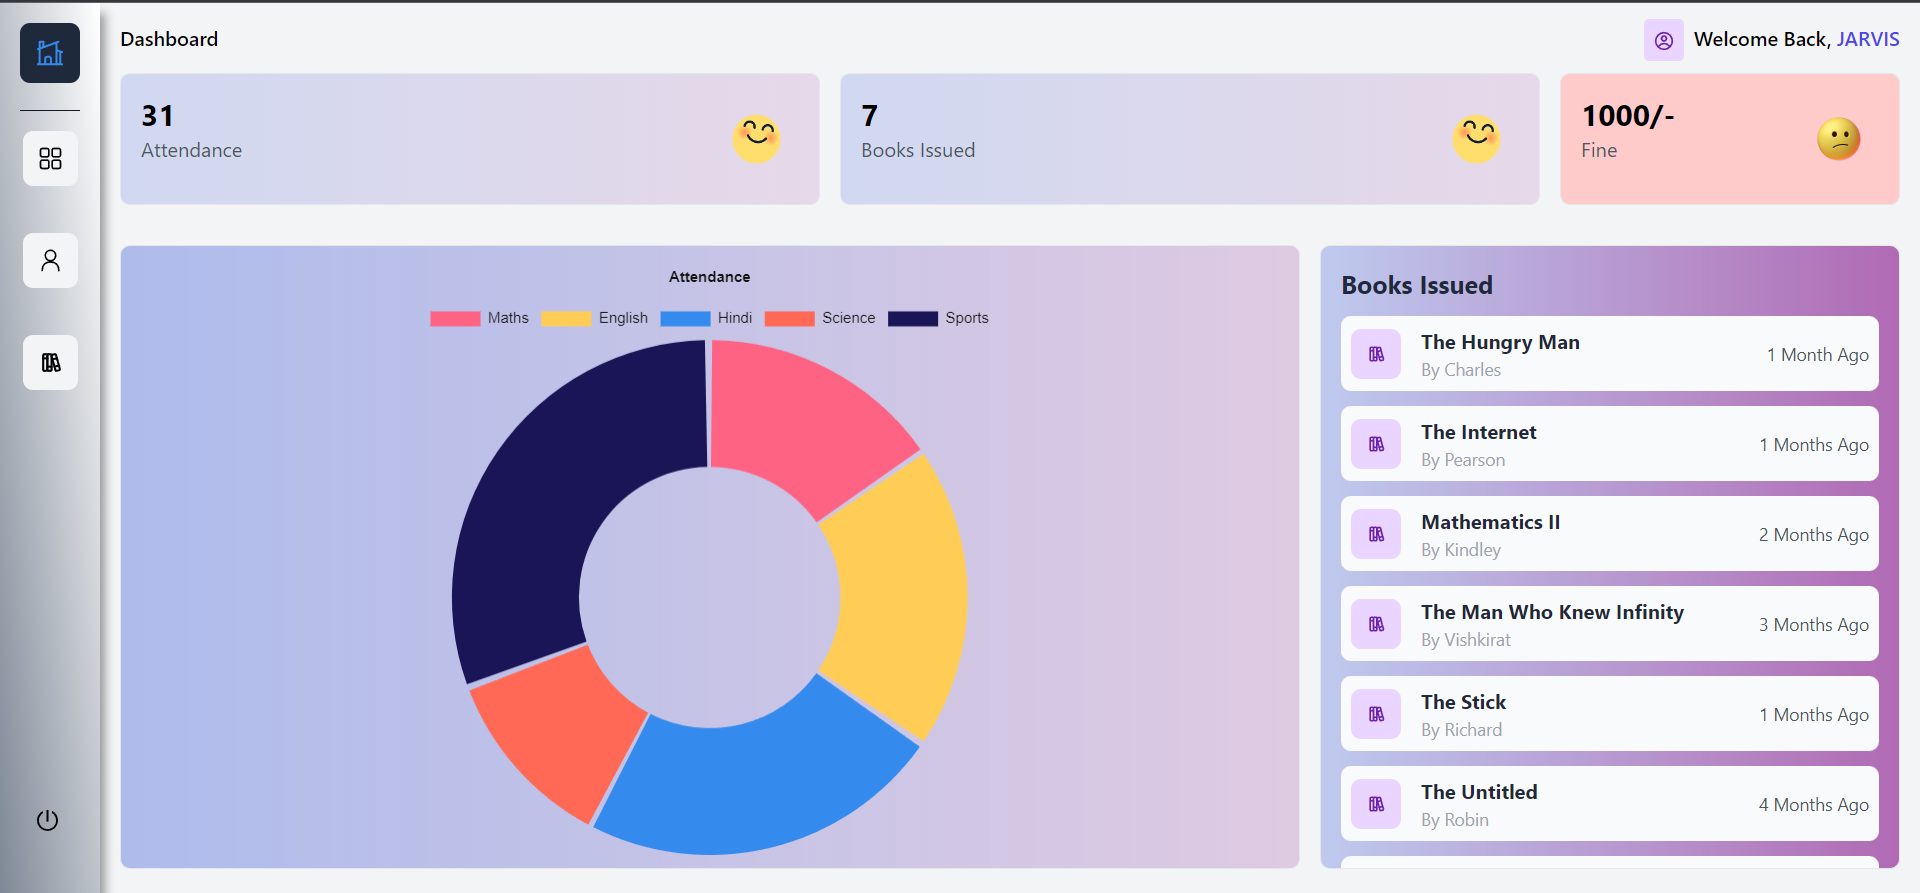 Dashboard
Welcome Back, JARVIS
31
Attendance
7
Books Issued
1000/-
Fine
Attendance
Maths English Hindi Science Sports
Books Issued
The Hungry Man
By Charles
1 Month Ago
The Internet
By Pearson
1 Months Ago
Mathematics II
By Kindley
2 Months Ago
The Man Who Knew Infinity
By Vishkirat
3 Months Ago
The Stick
By Richard
1 Months Ago
The Untitled
By Robin
4 Months Ago